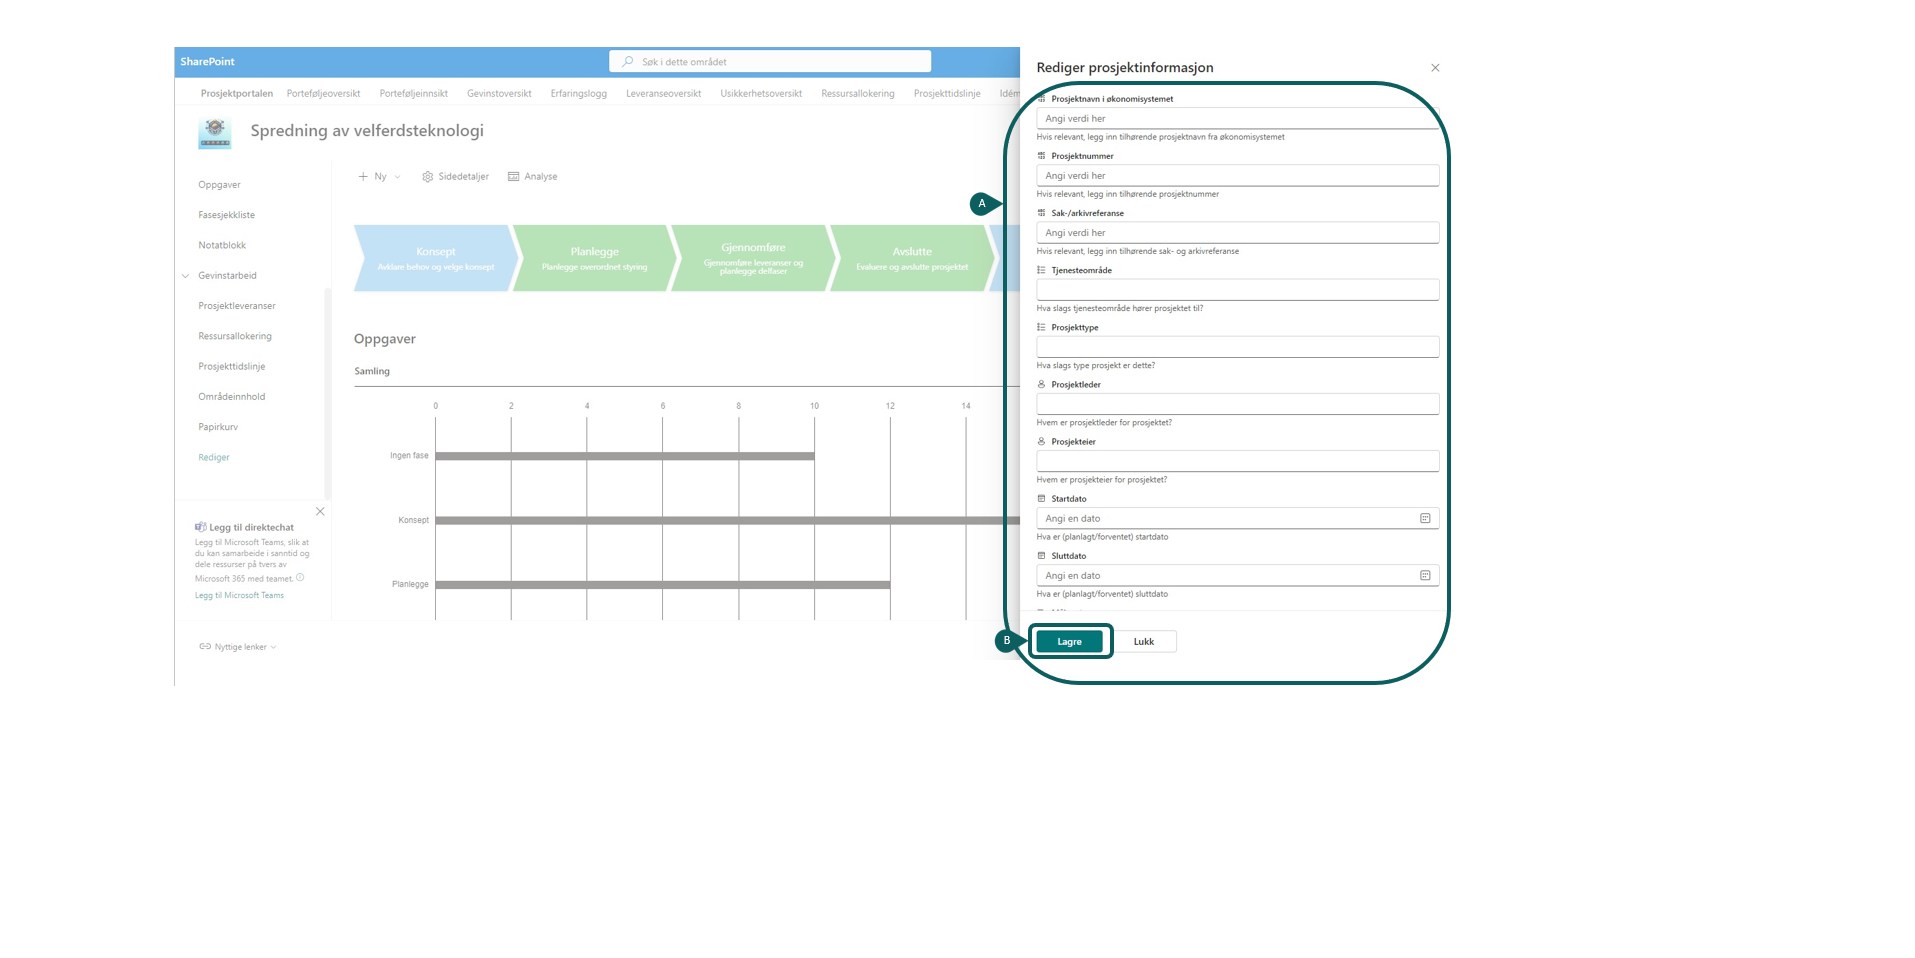 SharePoint
Søk i dette området
Prosjektportalen Porteføljeoversikt Porteføljeinnsikt Gevinstoversikt Erfaringslogg Leveranseoversikt Usikkerhetsoversikt Ressursallokering Prosjekttidslinje Idém
Spredning av velferdsteknologi
Oppgaver
Fasesjekkliste
Notatblokk
Gevinstarbeid
Prosjektleveranser
Ressursallokering
Prosjekttidslinje
Områdeinnhold
Papirkurv
Rediger
Legg til direktechat
Legg til Microsoft Teams, slik at
du kan samarbeide i sanntid og
dele ressurser på tvers av
Microsoft 365 med teamet.
Legg til Microsoft Teams
Nyttige lenker
Ny Sidedetaljer Analyse
Konsept
Avklare behov og velge konsept
Planlegge
Planlegge overordnet styring
Gjennomføre
Gjennomføre leveranser og
planlegge delfaser
Avslutte
Evaluere og avslutte prosjektet
Oppgaver
Samling
0 2 4 6 8 10 12 14
Ingen fase
Konsept
Planlegge
Rediger prosjektinformasjon
A
Prosjektnavn i økonomisystemet
Angi verdi her
Hvis relevant, legg inn tilhørende prosjektnavn fra økonomisystemet
Prosjektnummer
Angi verdi her
Hvis relevant, legg inn tilhørende prosjektnummer
Sak-/arkivreferanse
Angi verdi her
Hvis relevant, legg inn tilhørende sak- og arkivreferanse
Tjenesteområde
Hva slags tjenesteområde hører prosjektet til?
Prosjekttype
Hva slags type prosjekt er dette?
Prosjektleder
Hvem er prosjektleder for prosjektet?
Prosjekteier
Hvem er prosjekteier for prosjektet?
Startdato
Angi en dato
Hva er (planlagt/forventet) startdato
Sluttdato
Angi en dato
Hva er (planlagt/forventet) sluttdato
B
Lagre Lukk